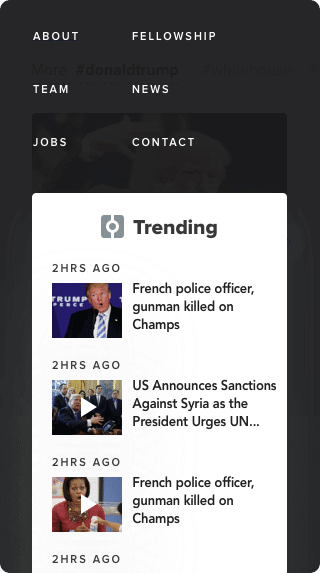 ABOUT
FELLOWSHIP
More #donaldtrump #whitehouse
TEAM
NEWS
JOBS
CONTACT
Trending
2HRS AGO
TRUMP
PENCE
French police officer,
gunman killed on
Champs
2HRS AGO
US Announces Sanctions
Against Syria as the
President Urges UN...
2HRS AGO
French police officer,
gunman killed on
Champs
2HRS AGO